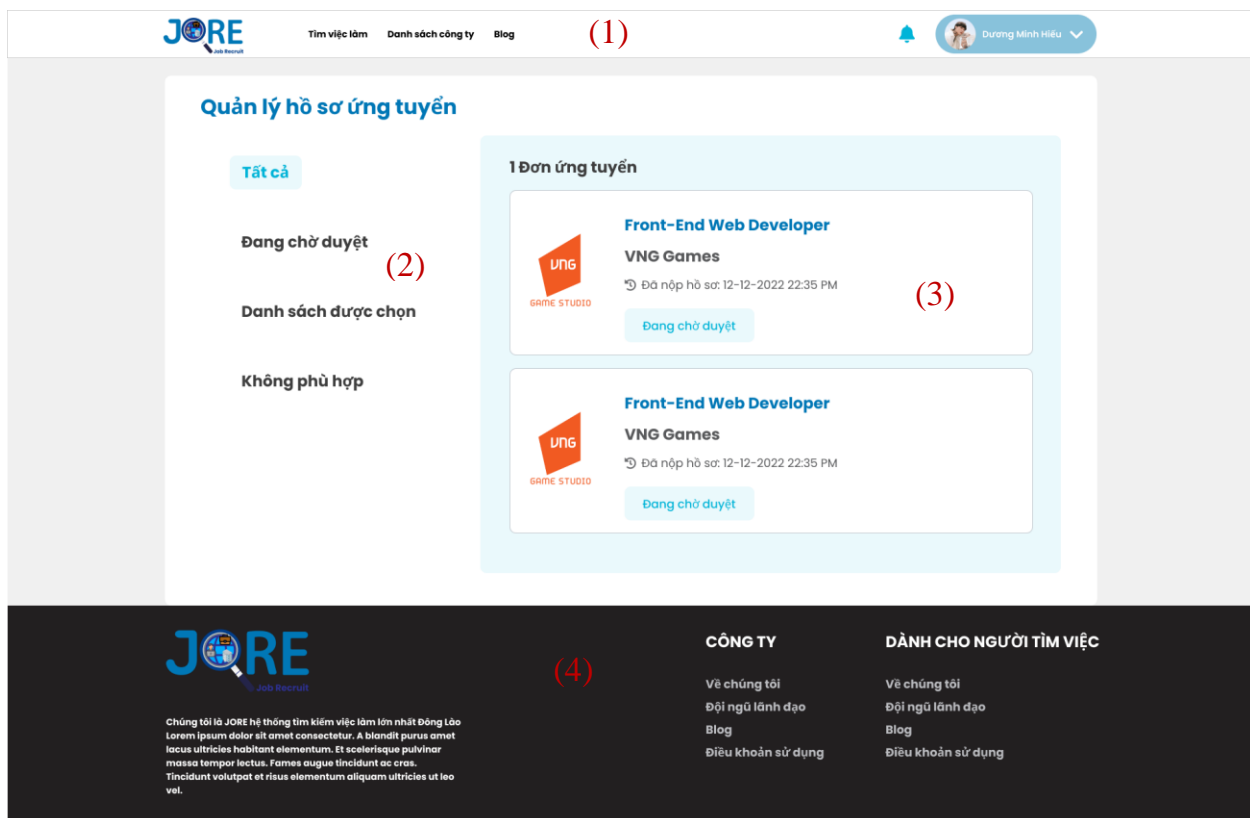 JORE
Job Recruit
Tìm việc làm Danh sách công ty Blog (1) Dương Minh Hiếu
Quản lý hồ sơ ứng tuyển
Tất cả
Đang chờ duyệt
(2)
Danh sách được chọn
Không phù hợp
1 Đơn ứng tuyển
VNG
GAME STUDIO
Front-End Web Developer
VNG Games
Đã nộp hồ sơ: 12-12-2022 22:35 PM
(3)
Đang chờ duyệt
VNG
GAME STUDIO
Front-End Web Developer
VNG Games
Đã nộp hồ sơ: 12-12-2022 22:35 PM
Đang chờ duyệt
JORE
Job Recruit
Chúng tôi là JORE hệ thống tìm kiếm việc làm lớn nhất Đông Lào
Lorem ipsum dolor sit amet consectetur. A blandit purus amet
lacus ultricies habitant elementum. Et scelerisque pulvinar
massa tempor lectus. Fames augue tincidunt ac cras.
Tincidunt volutpat et risus elementum aliquam ultricies ut leo
vel.
(4)
CÔNG TY
Về chúng tôi
Đội ngũ lãnh đạo
Blog
Điều khoản sử dụng
DÀNH CHO NGƯỜI TÌM VIỆC
Về chúng tôi
Đội ngũ lãnh đạo
Blog
Điều khoản sử dụng